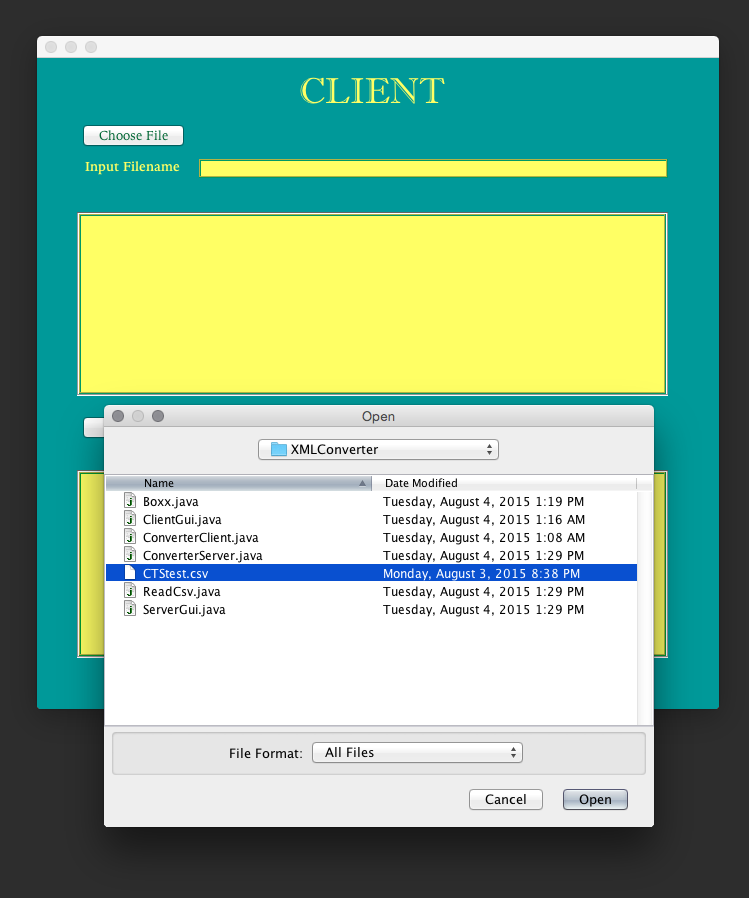 CLIENT
Choose File
Input Filename
Open
XMLConverter
Name Date Modified
Boxx.java Tuesday, August 4, 2015 1:19 PM
ClientGui.java Tuesday, August 4, 2015 1:16 AM
ConverterClient.java Tuesday, August 4, 2015 1:08 AM
ConverterServer.java Tuesday, August 4, 2015 1:29 PM
CTStest.csv Monday, August 3, 2015 8:38 PM
ReadCsv.java Tuesday, August 4, 2015 1:29 PM
ServerGui.java Tuesday, August 4, 2015 1:29 PM
File Format: All Files
Cancel Open